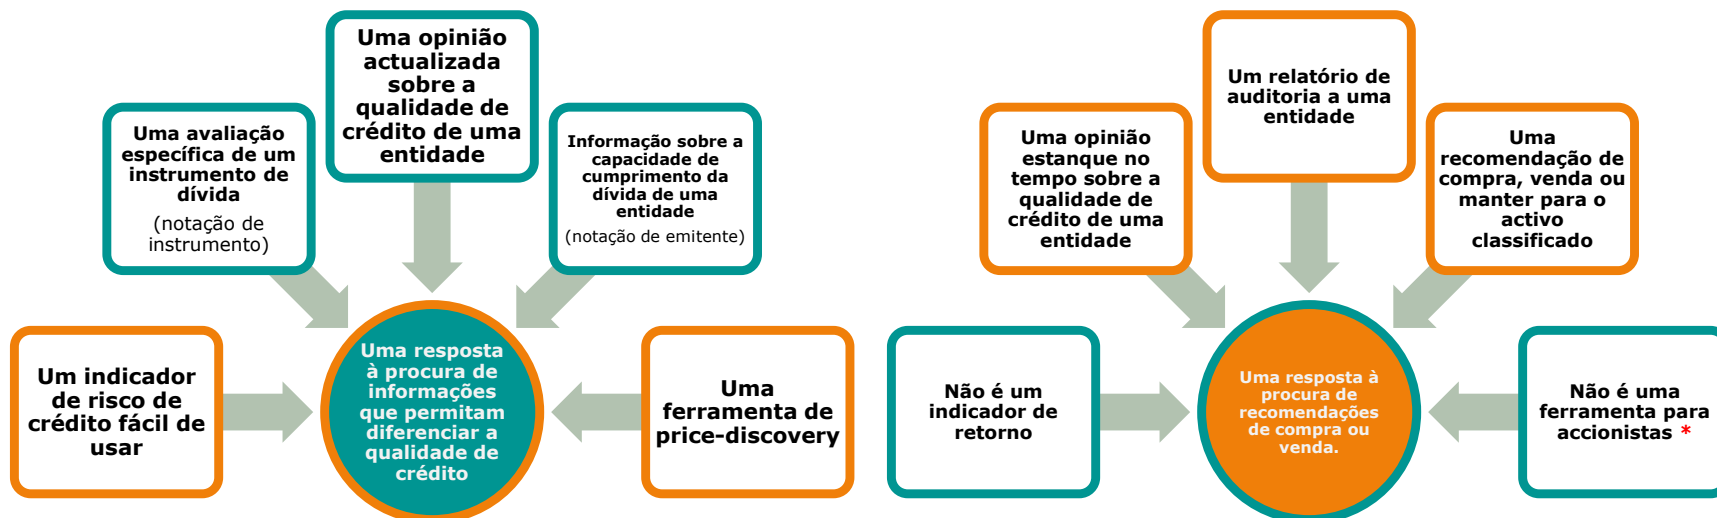 Uma opinião
actualizada
sobre a
qualidade de
crédito de uma
entidade
Uma avaliação
específica de um
instrumento de
dívida
(notação de
instrumento)
Informação sobre a
capacidade de
cumprimento da
dívida de uma
entidade
(notação de emitente)
Um indicador
de risco de
crédito fácil de
usar
Uma resposta
à procura de
informações
que permitam
diferenciar a
qualidade de
crédito
Uma
ferramenta de
price-discovery
Um relatório de
auditoria a uma
entidade
Uma opinião
estanque no
tempo sobre a
qualidade de
crédito de uma
entidade
Uma
recomendação de
compra, venda ou
manter para o
activo
classificado
Não é um
indicador de
retorno
Uma resposta à
procura de
recomendações
de compra ou
venda.
Não é uma
ferramenta para
accionistas *